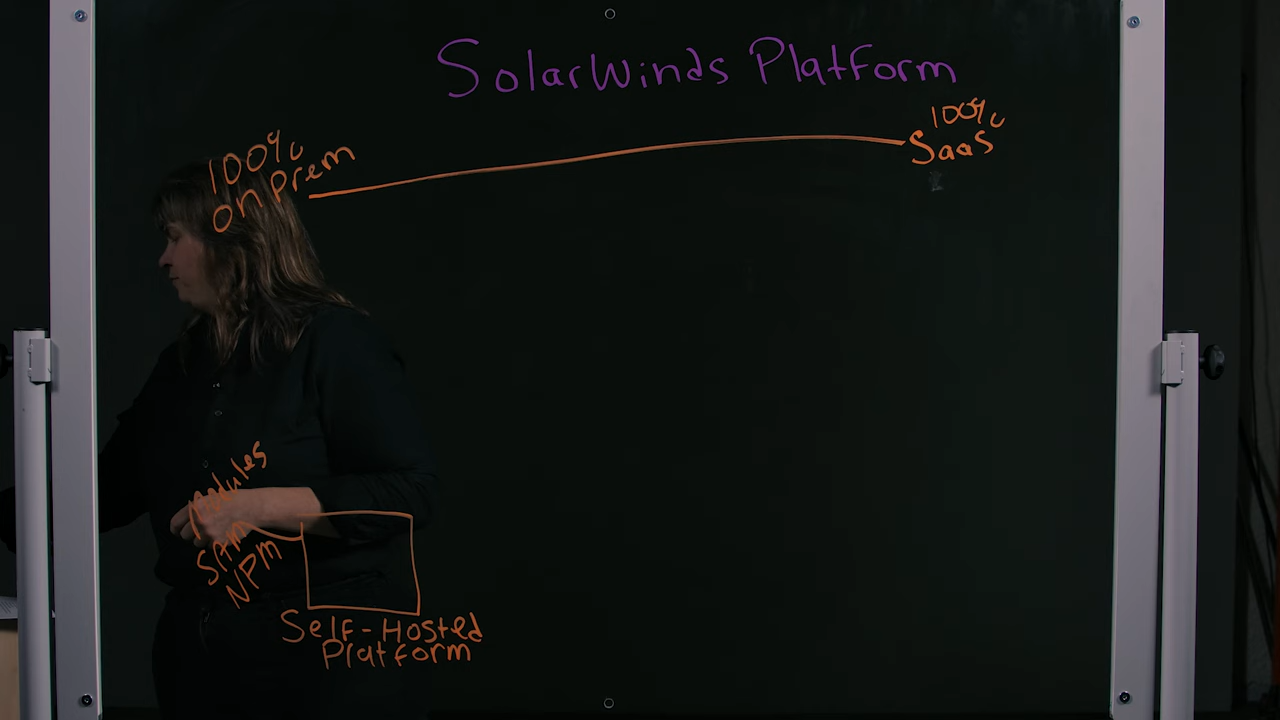 SolarWinds Platform
100%
SaaS
100%
on Prem
Modules
SAM
NPM
Self-Hosted
Platform